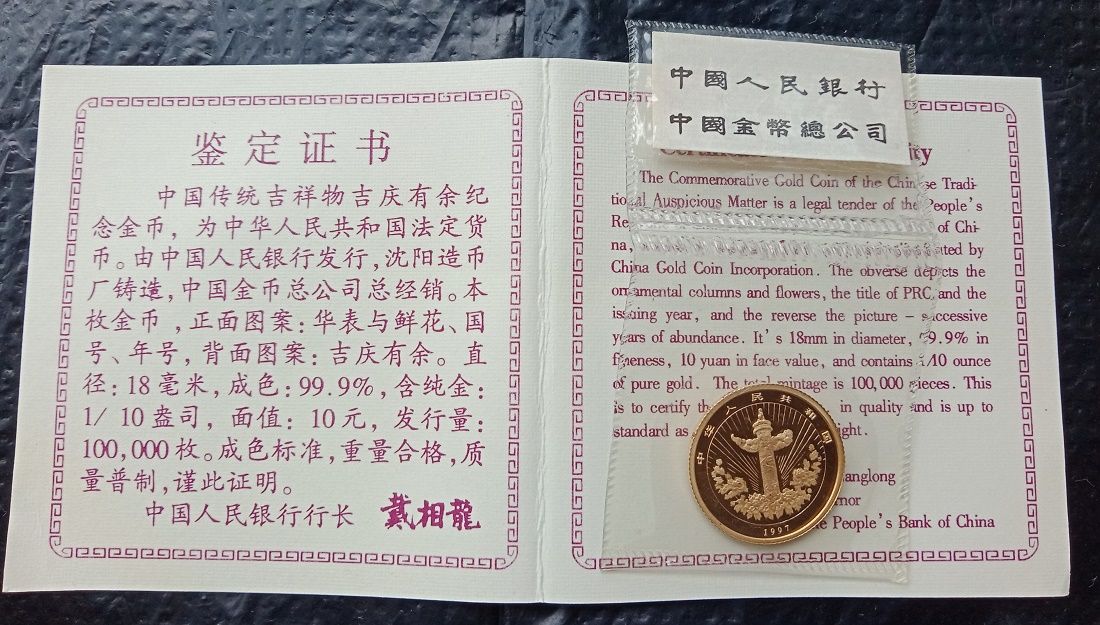 鉴定证书
中国传统吉祥物吉庆有余纪
念金币，为中华人民共和国法定货
币。由中国人民银行发行，沈阳造币
厂铸造，中国金币总公司总经销。本
枚金币，正面图案：华表与鲜花、国
号、年号，背面图案：吉庆有余。直
径：18毫米，成色：99.9%，含纯金：
1/ 10盎司，面值：10元，发行量：
100,000枚。成色标准，重量合格，质
量普制，谨此证明。
中国人民银行行长 戴相龍
中國人民銀行
中國金幣總公司
The Commemorative Gold Coin of the Chinese Tradi-
tional Auspicious Matter is a legal tender of the People's
of Chi-
na,
China Gold Coin Incorporation. The obverse depicts the
ornamental columns and flowers, the title of PRC and the
issuing year, and the reverse the picture – successive
years of abundance. It's 18mm in diameter, 99.9% in
fineness, 10 yuan in face value, and contains 1/10 ounce
of pure gold. The total mintage is 100,000 pieces. This
is to certify in quality and is up to
standard as
People's Bank of China
中华人民共和国
1997